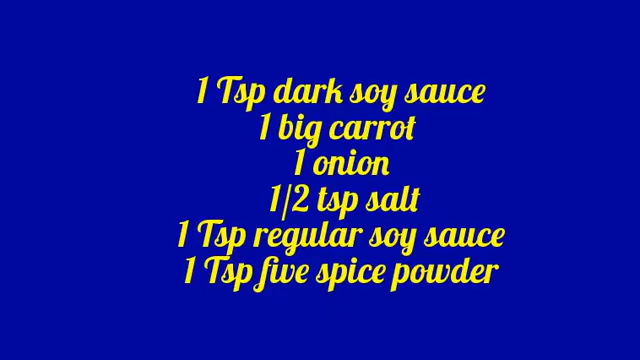 1 Tsp dark soy sauce
1 big carrot
1 onion
1/2 tsp salt
1 Tsp regular soy sauce
1 Tsp five spice powder